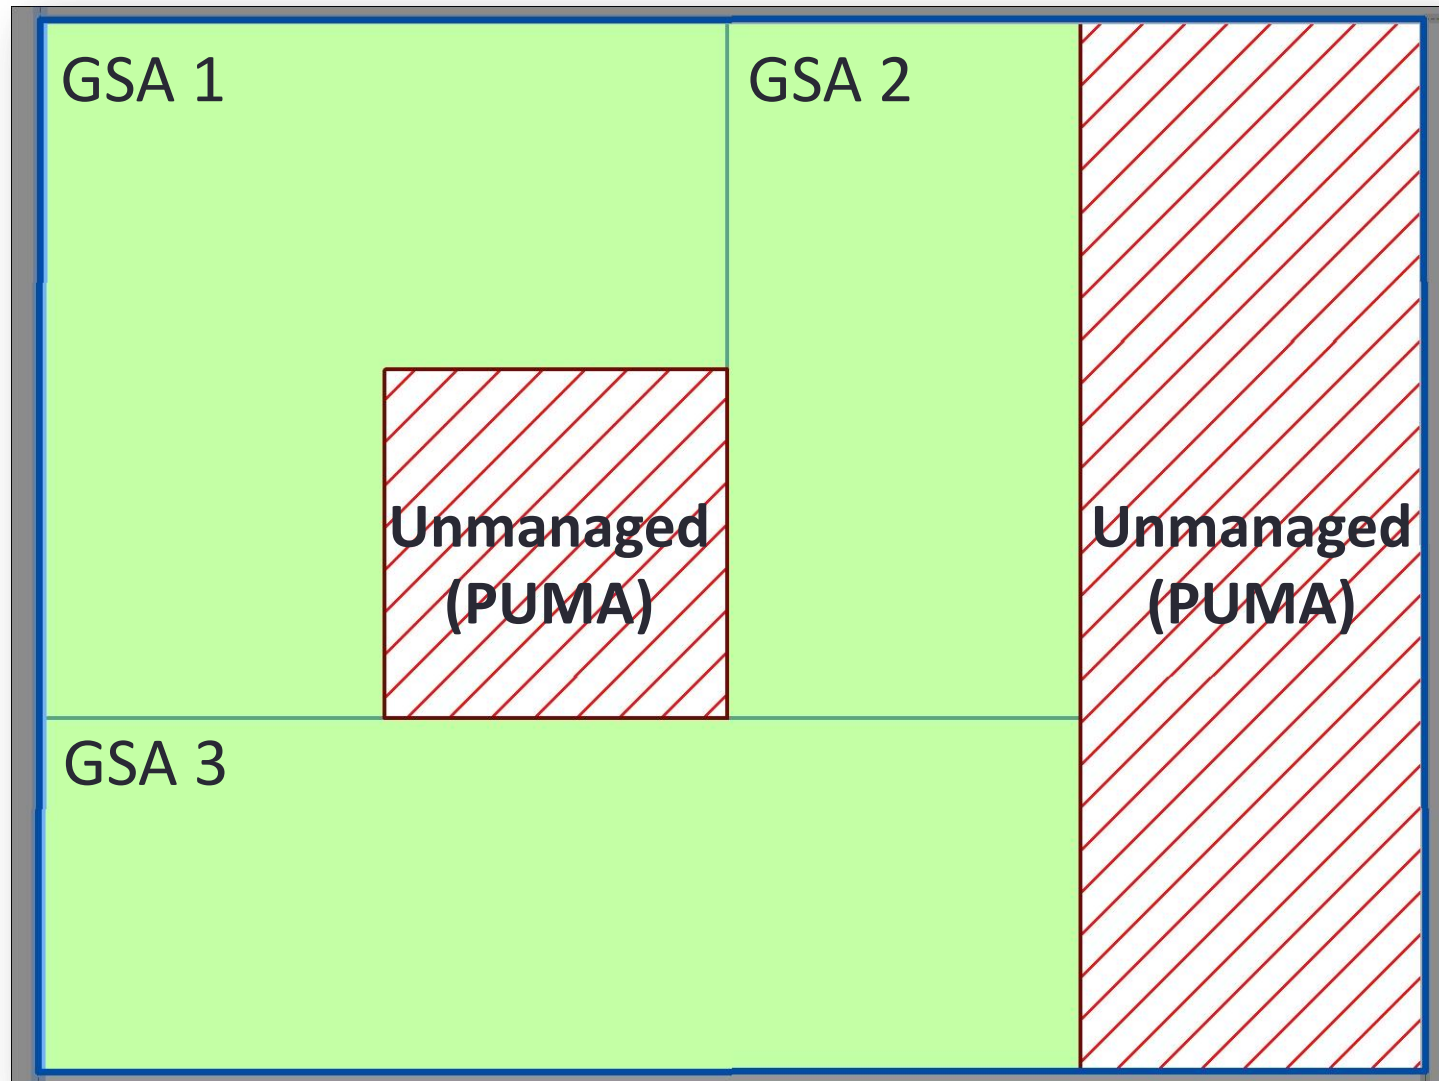 GSA 1
GSA 2
Unmanaged
(PUMA)
Unmanaged
(PUMA)
GSA 3